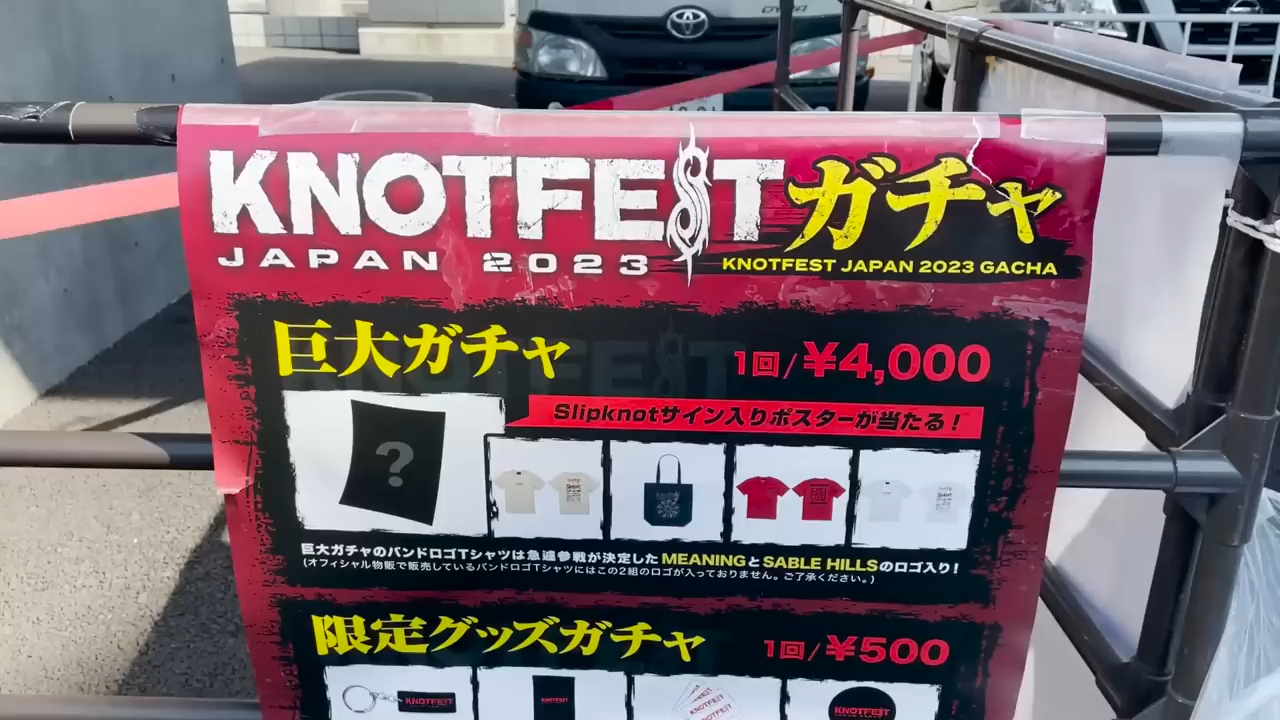 KNOTFEST ガチャ
JAPAN 2023
KNOTFEST JAPAN 2023 GACHA
巨大ガチャ
1回/¥4,000
Slipknotサイン入りポスターが当たる!
?
巨大ガチャのバンドロゴTシャツは急遽参戦が決定したMEANINGとSABLE HILLSのロゴ入り!
(オフィシャル物販で販売しているバンドロゴTシャツにはこの2組のロゴが入っておりません。ご了承ください。)
限定グッズガチャ
1回/¥500
KNOTFEST
KNOTFEST
KNOTFEST
KNOTFEST